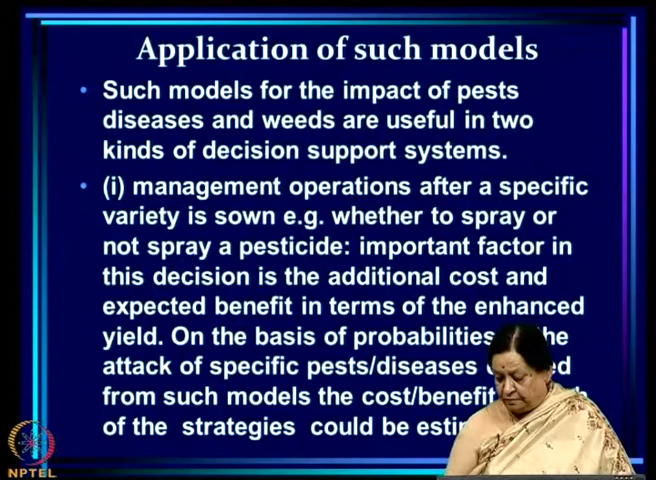 Application of such models
• Such models for the impact of pests
diseases and weeds are useful in two
kinds of decision support systems.
• (i) management operations after a specific
variety is sown e.g. whether to spray or
not spray a pesticide: important factor in
this decision is the additional cost and
expected benefit in terms of the enhanced
yield. On the basis of probabilities
attack of specific pests/diseases
from such models the cost/benefit
of the strategies could be
NPTEL